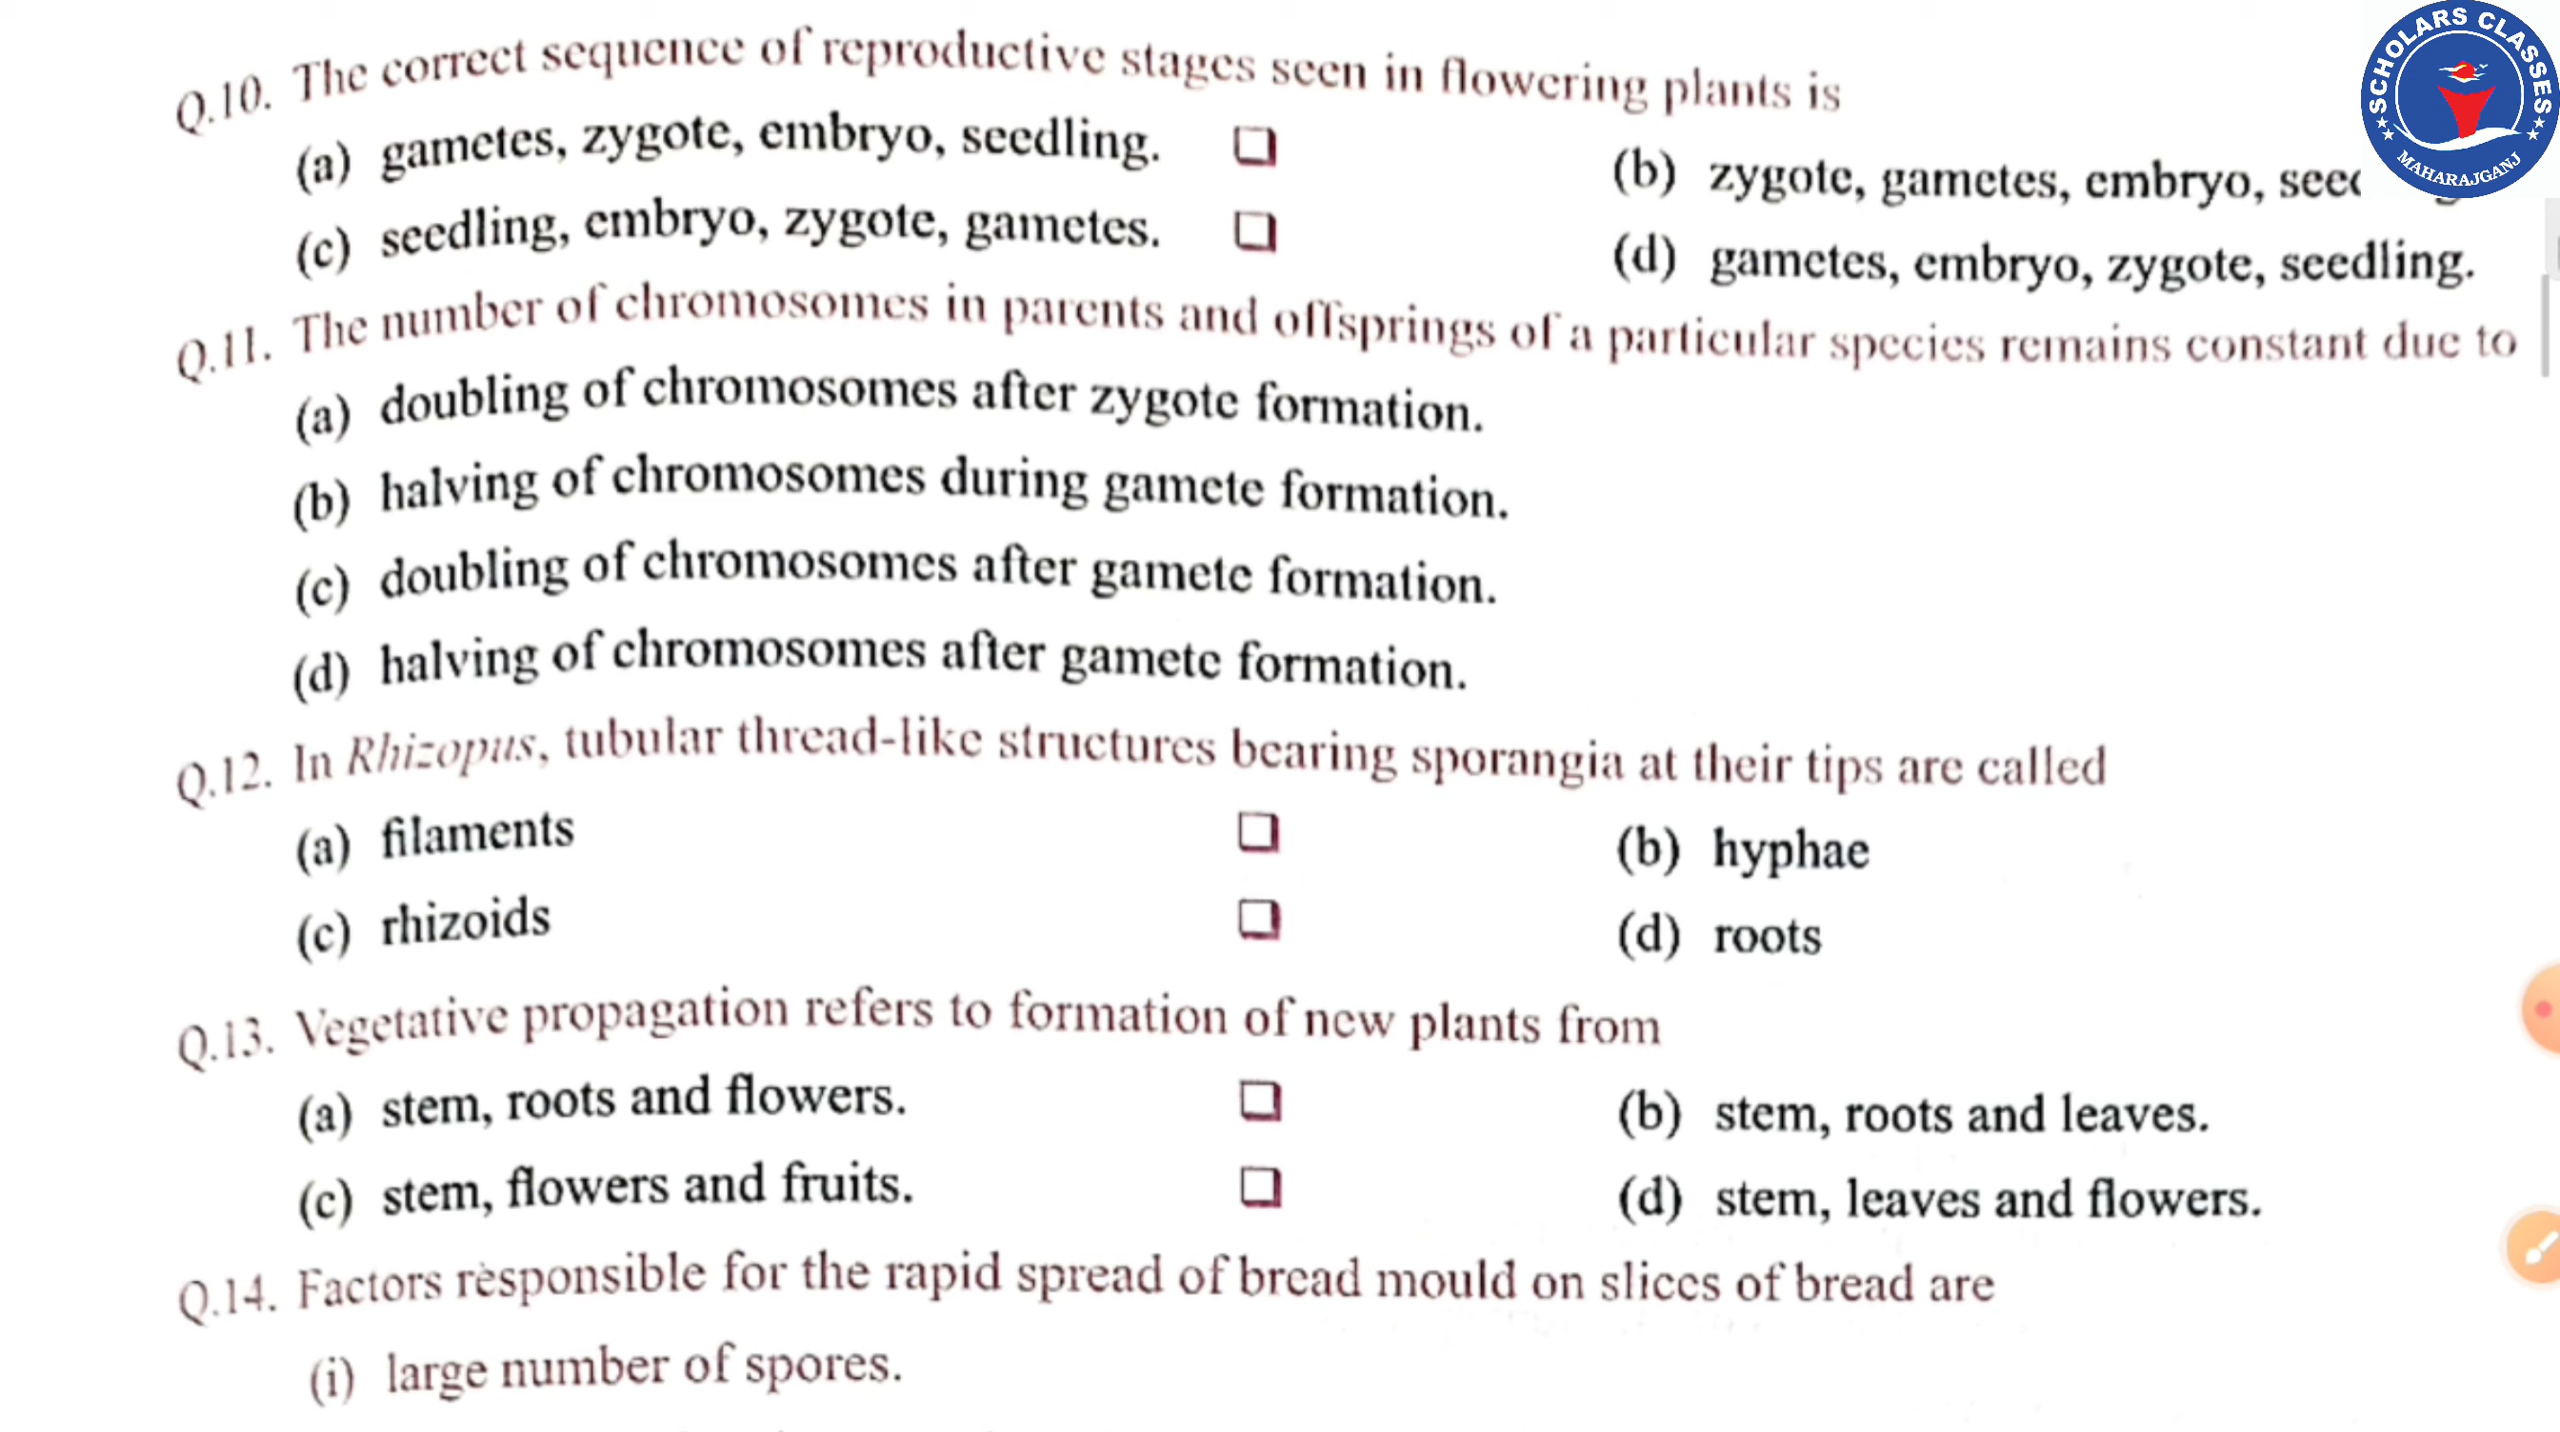 Q.10. The correct sequence of reproductive stages seen in flowering plants is
(a) gametes, zygote, embryo, seedling. (b) zygote, gametes, embryo,
(c) seedling, embryo, zygote, gametes. (d) gametes, embryo, zygote, seedling.
Q.11. The number of chromosomes in parents and offsprings of a particular species remains constant due to
(a) doubling of chromosomes after zygote formation.
(b) halving of chromosomes during gamete formation.
(c) doubling of chromosomes after gamete formation.
(d) halving of chromosomes after gamete formation.
Q.12. In Rhizopus, tubular thread-like structures bearing sporangia at their tips are called
(a) filaments (b) hyphae
(c) rhizoids (d) roots
Q.13. Vegetative propagation refers to formation of new plants from
(a) stem, roots and flowers. (b) stem, roots and leaves.
(c) stem, flowers and fruits. (d) stem, leaves and flowers.
Q.14. Factors responsible for the rapid spread of bread mould on slices of bread are
(i) large number of spores.
SCHOLARS CLASSES
MAHARAJGANJ